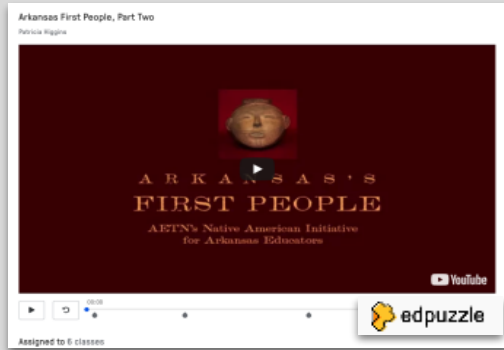 Arkansas First People, Part Two
Patricia Higgins
ARKANSAS'S
FIRST PEOPLE
AETN's Native American Initiative
for Arkansas Educators
YouTube
00:00
edpuzzle
Assigned to 6 classes